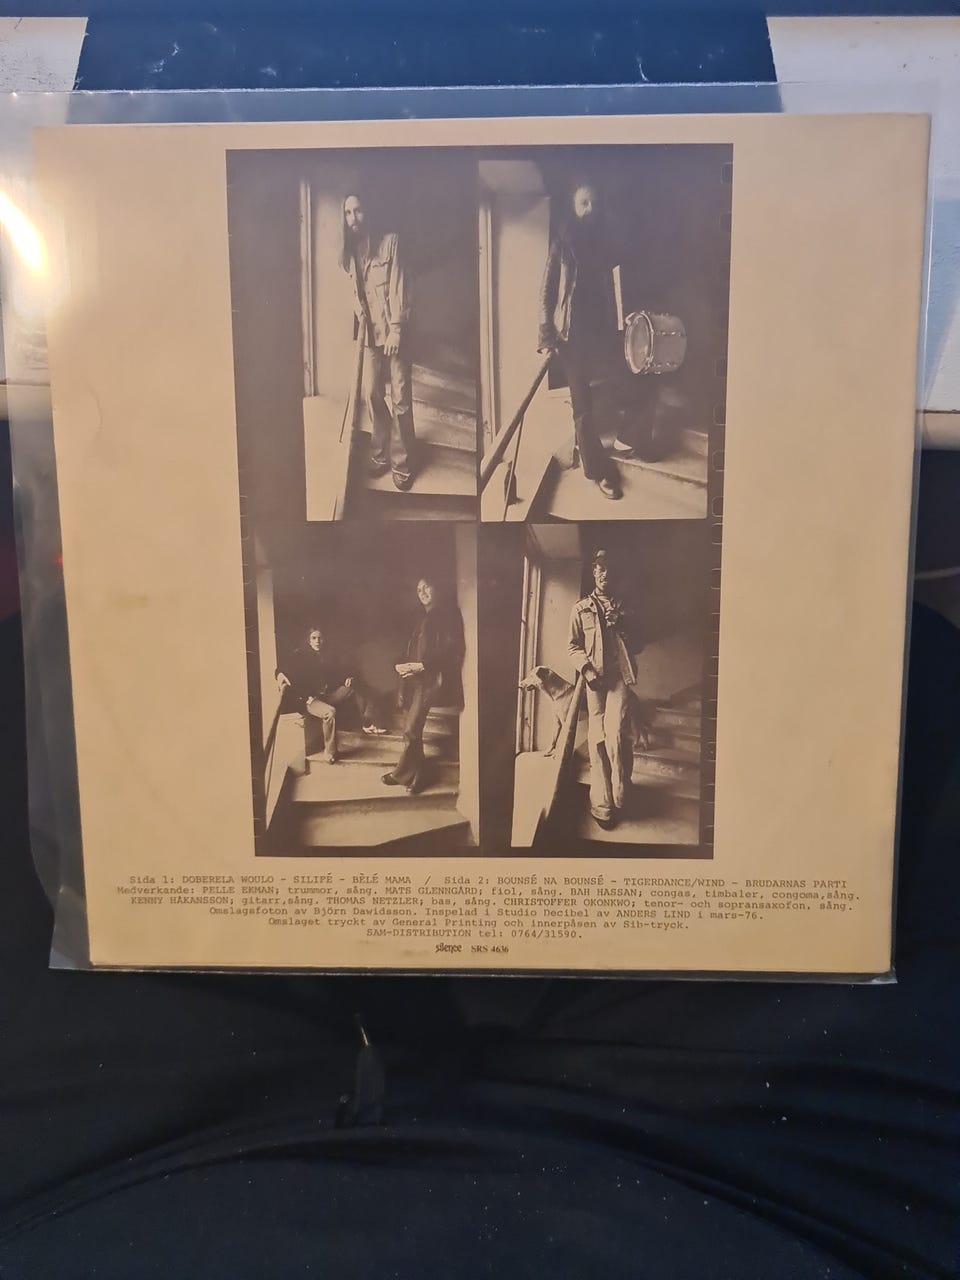 Sida 1: DOBERELA WOULO - SILIFÉ - BÈLÉ MAMA / Sida 2: BOUNSÉ NA BOUNSÉ - TIGERDANCE/WIND - BRUDARNAS PARTI
Medverkande: PELLE EKMAN; trummor, sång. MATS GLENNGÅRD; fiol, sång. BAH HASSAN; congas, timbaler, congoma,sång.
KENNY HÅKANSSON; gitarr,sång. THOMAS NETZLER; bas, sång. CHRISTOFFER OKONKWO; tenor- och sopransaxofon, sång.
Omslagsfoton av Björn Dawidsson. Inspelad i Studio Decibel av ANDERS LIND i mars-76.
Omslaget tryckt av General Printing och innerpåsen av Sib-tryck.
SAM-DISTRIBUTION tel: 0764/31590.
silence SRS 4636